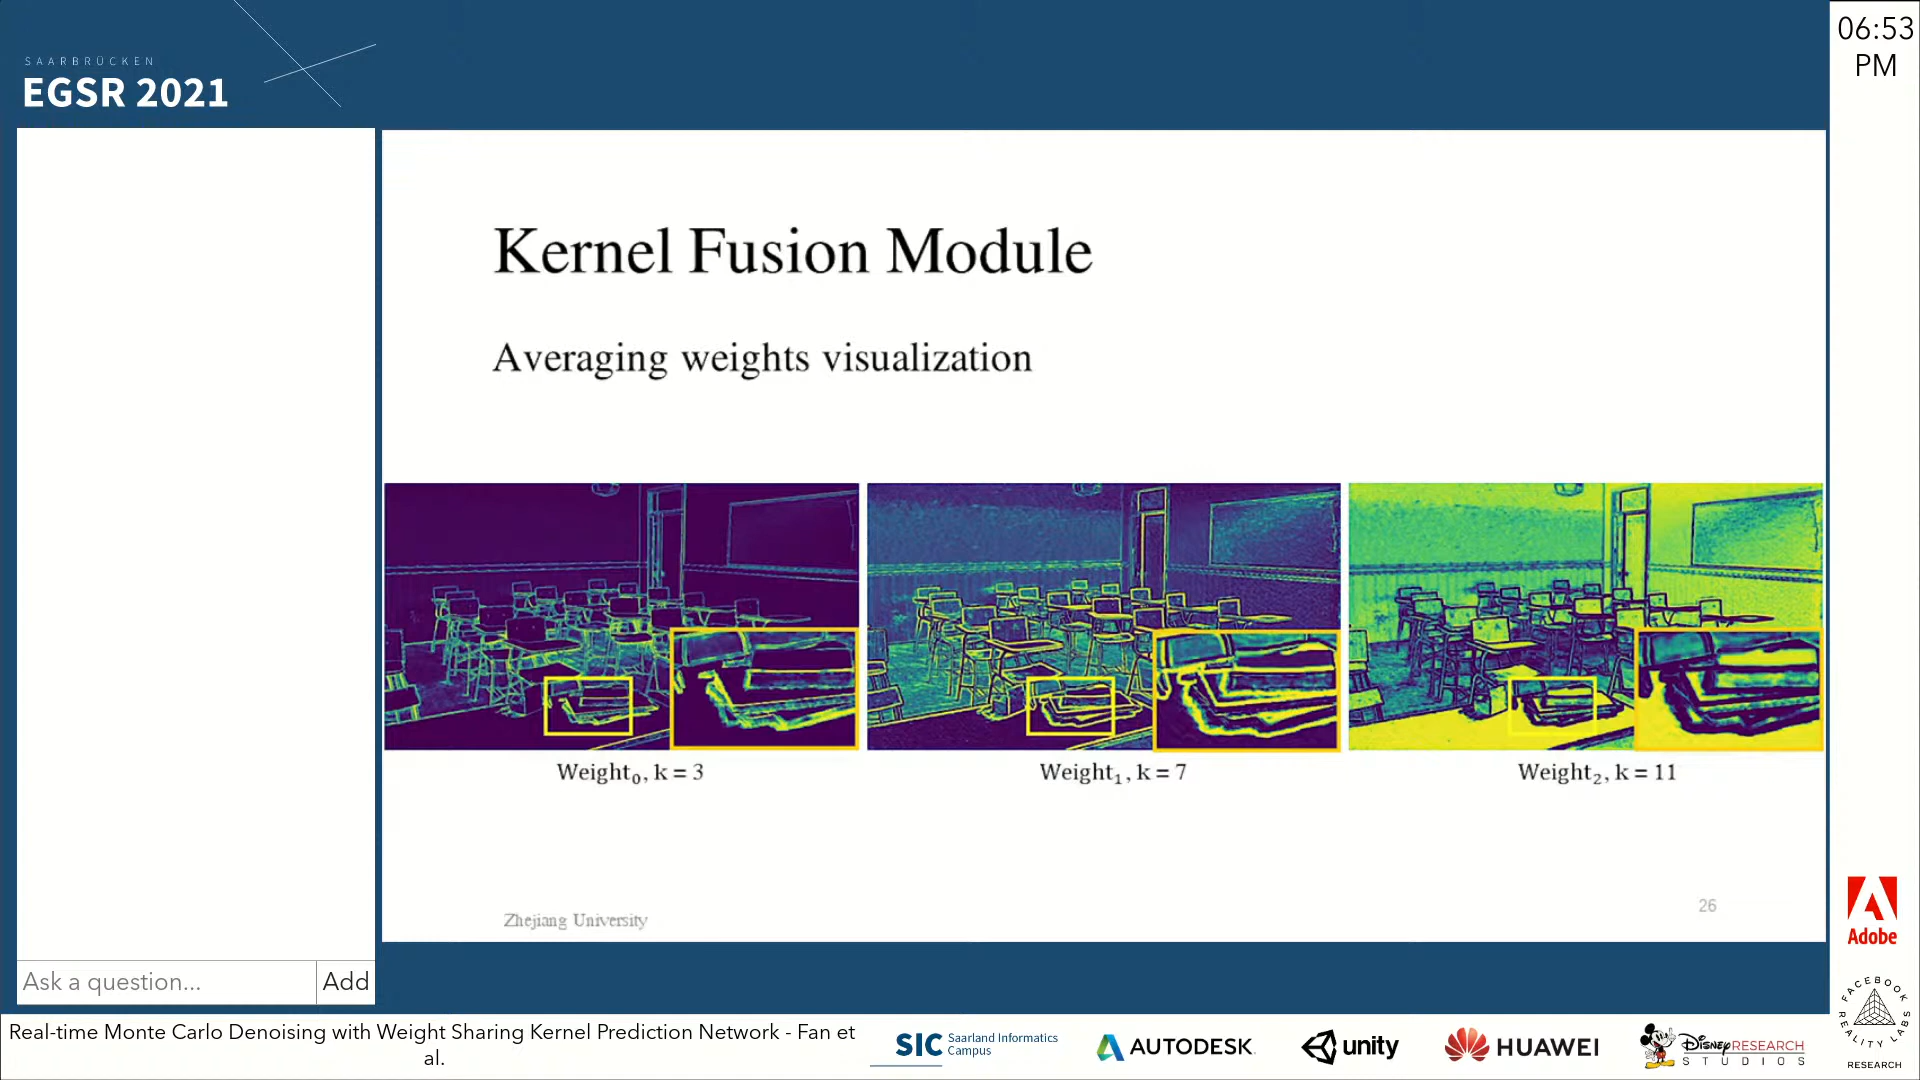 SAARBRÜCKEN
EGSR 2021
06:53
PM
Kernel Fusion Module
Averaging weights visualization
Weight₀, k = 3
Weight₁, k = 7
Weight₂, k = 11
Zhejiang University
26
Ask a question...
Add
Adobe
FACEBOOK
REALITY LABS
RESEARCH
Real-time Monte Carlo Denoising with Weight Sharing Kernel Prediction Network - Fan et
al.
SIC Saarland Informatics
Campus
AUTODESK
unity
HUAWEI
Disney RESEARCH
STUDIOS